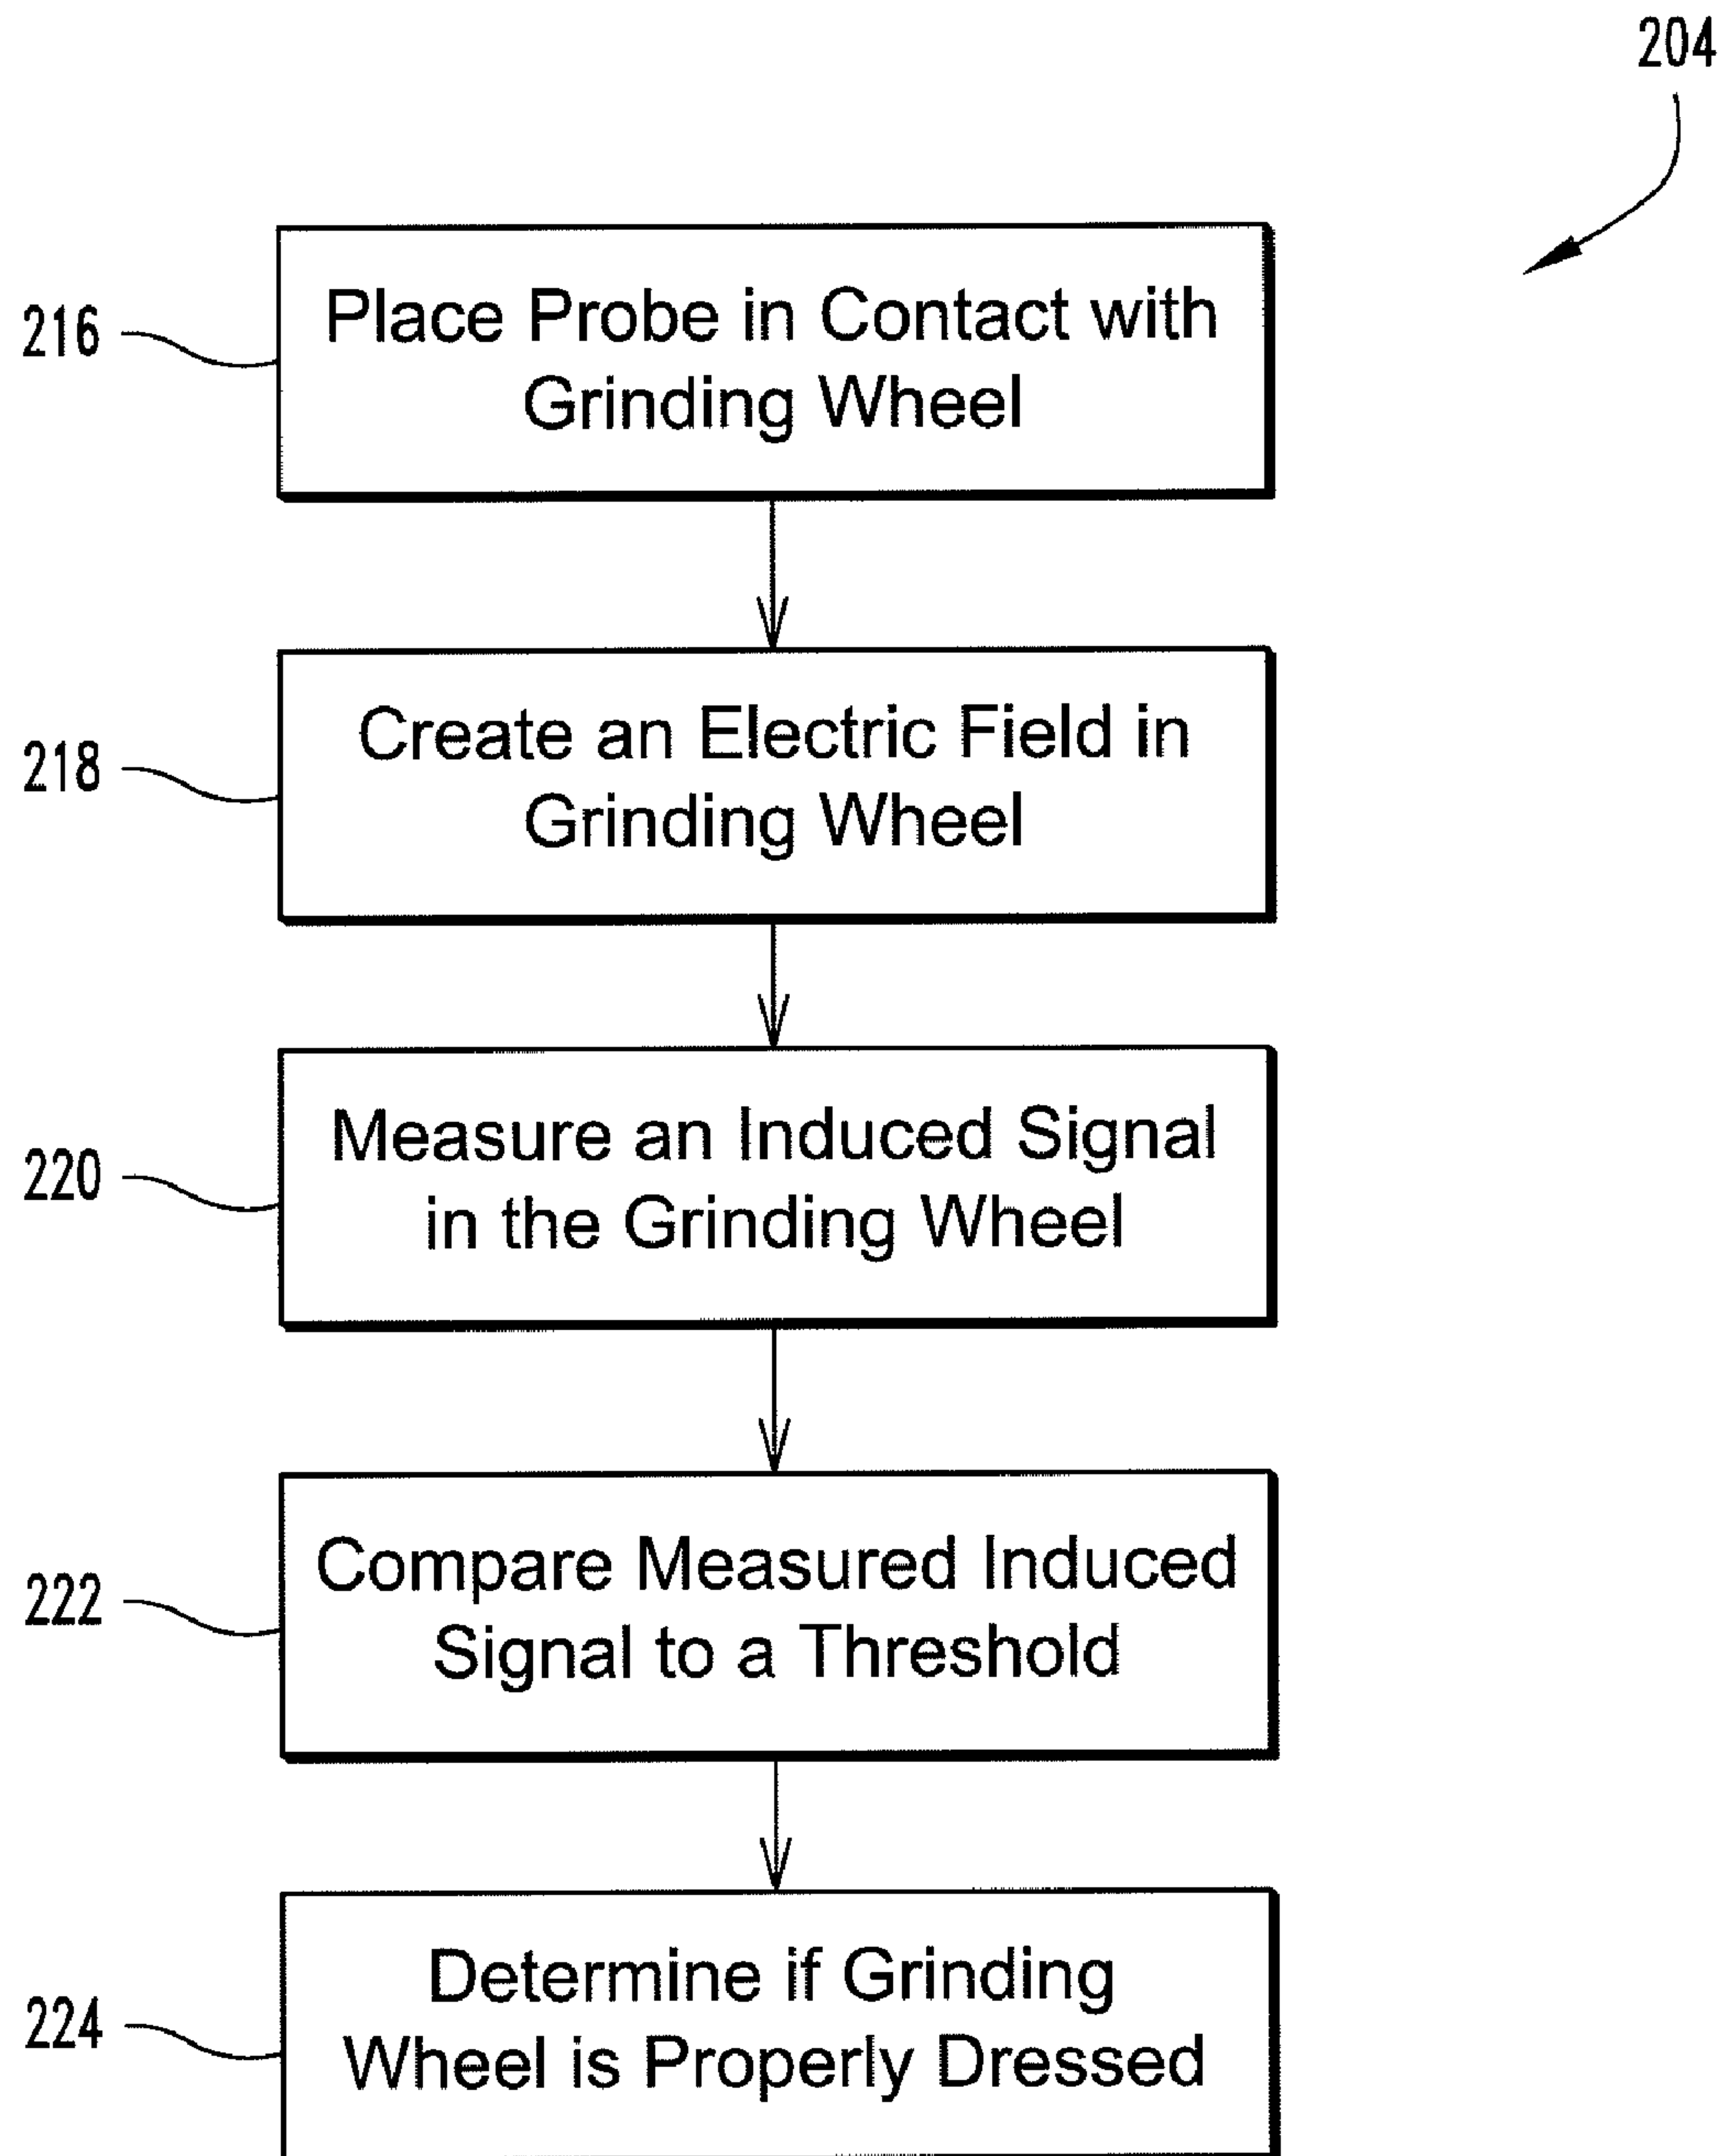 204
216
Place Probe in Contact with
Grinding Wheel
218
Create an Electric Field in
Grinding Wheel
220
Measure an Induced Signal
in the Grinding Wheel
222
Compare Measured Induced
Signal to a Threshold
224
Determine if Grinding
Wheel is Properly Dressed